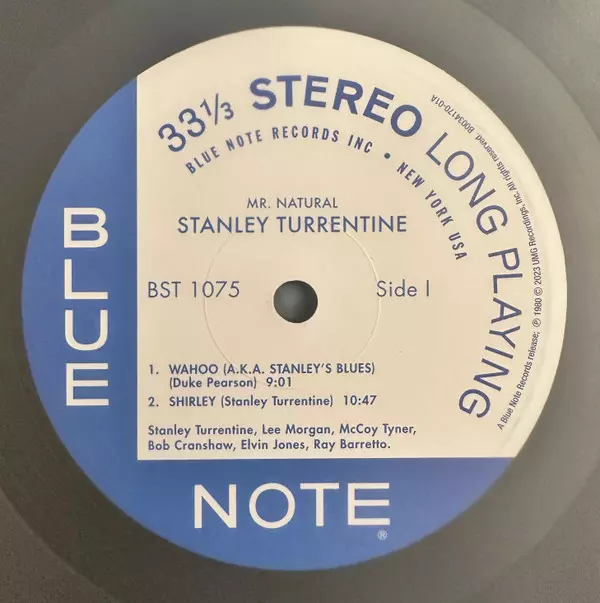 33⅓ STEREO LONG PLAYING
BLUE NOTE RECORDS INC • NEW YORK USA
MR. NATURAL
STANLEY TURRENTINE
BST 1075
Side I
1. WAHOO (A.K.A. STANLEY'S BLUES)
(Duke Pearson) 9:01
2. SHIRLEY (Stanley Turrentine) 10:47
Stanley Turrentine, Lee Morgan, McCoy Tyner,
Bob Cranshaw, Elvin Jones, Ray Barretto.
BLUE
NOTE®
A Blue Note Records release; ℗ 1980 © 2023 UMG Recordings, Inc. All rights reserved. B0034170-01A